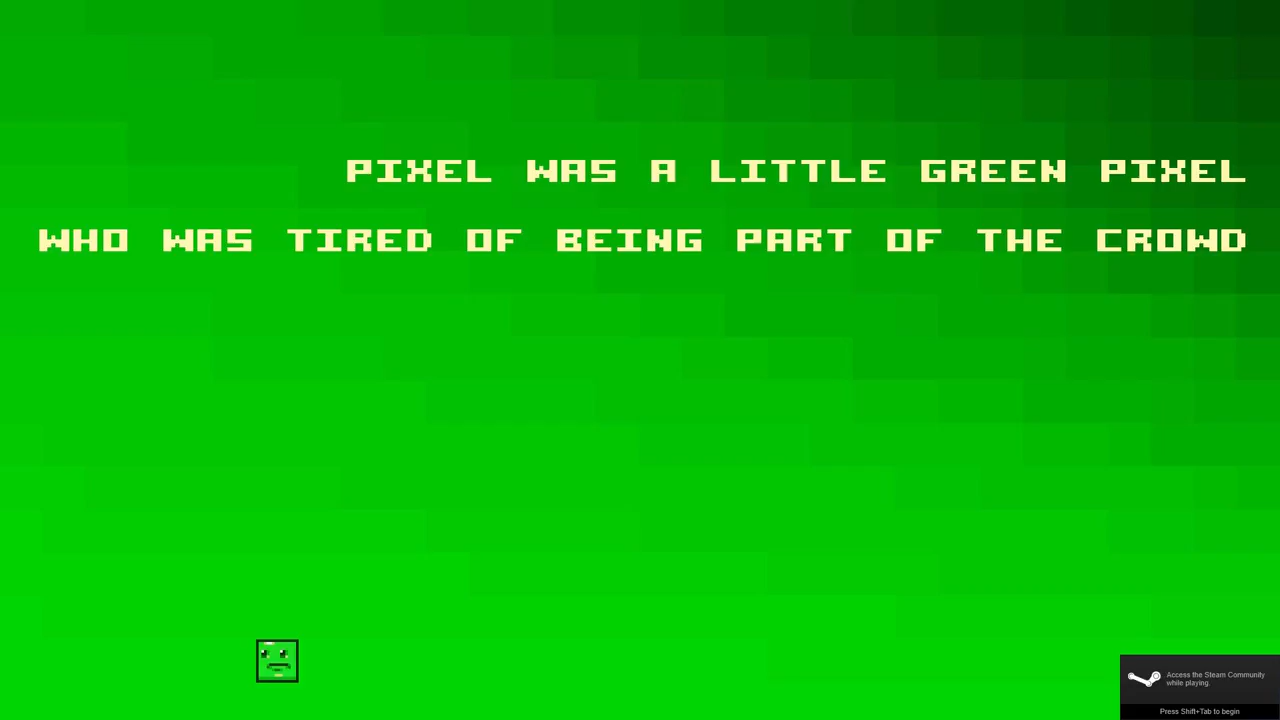 PIXEL WAS A LITTLE GREEN PIXEL
WHO WAS TIRED OF BEING PART OF THE CROWD
Access the Steam Community
while playing.
Press Shift+Tab to begin